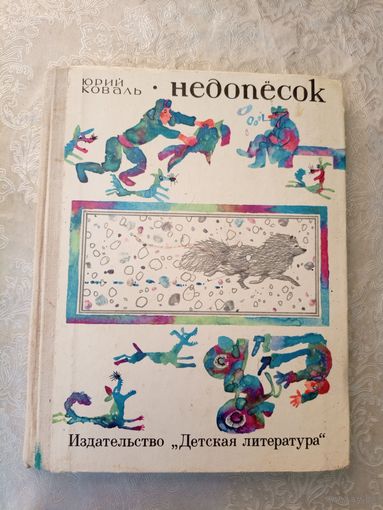 ЮРИЙ
КОВАЛЬ · недопёсок
Издательство „Детская литература“